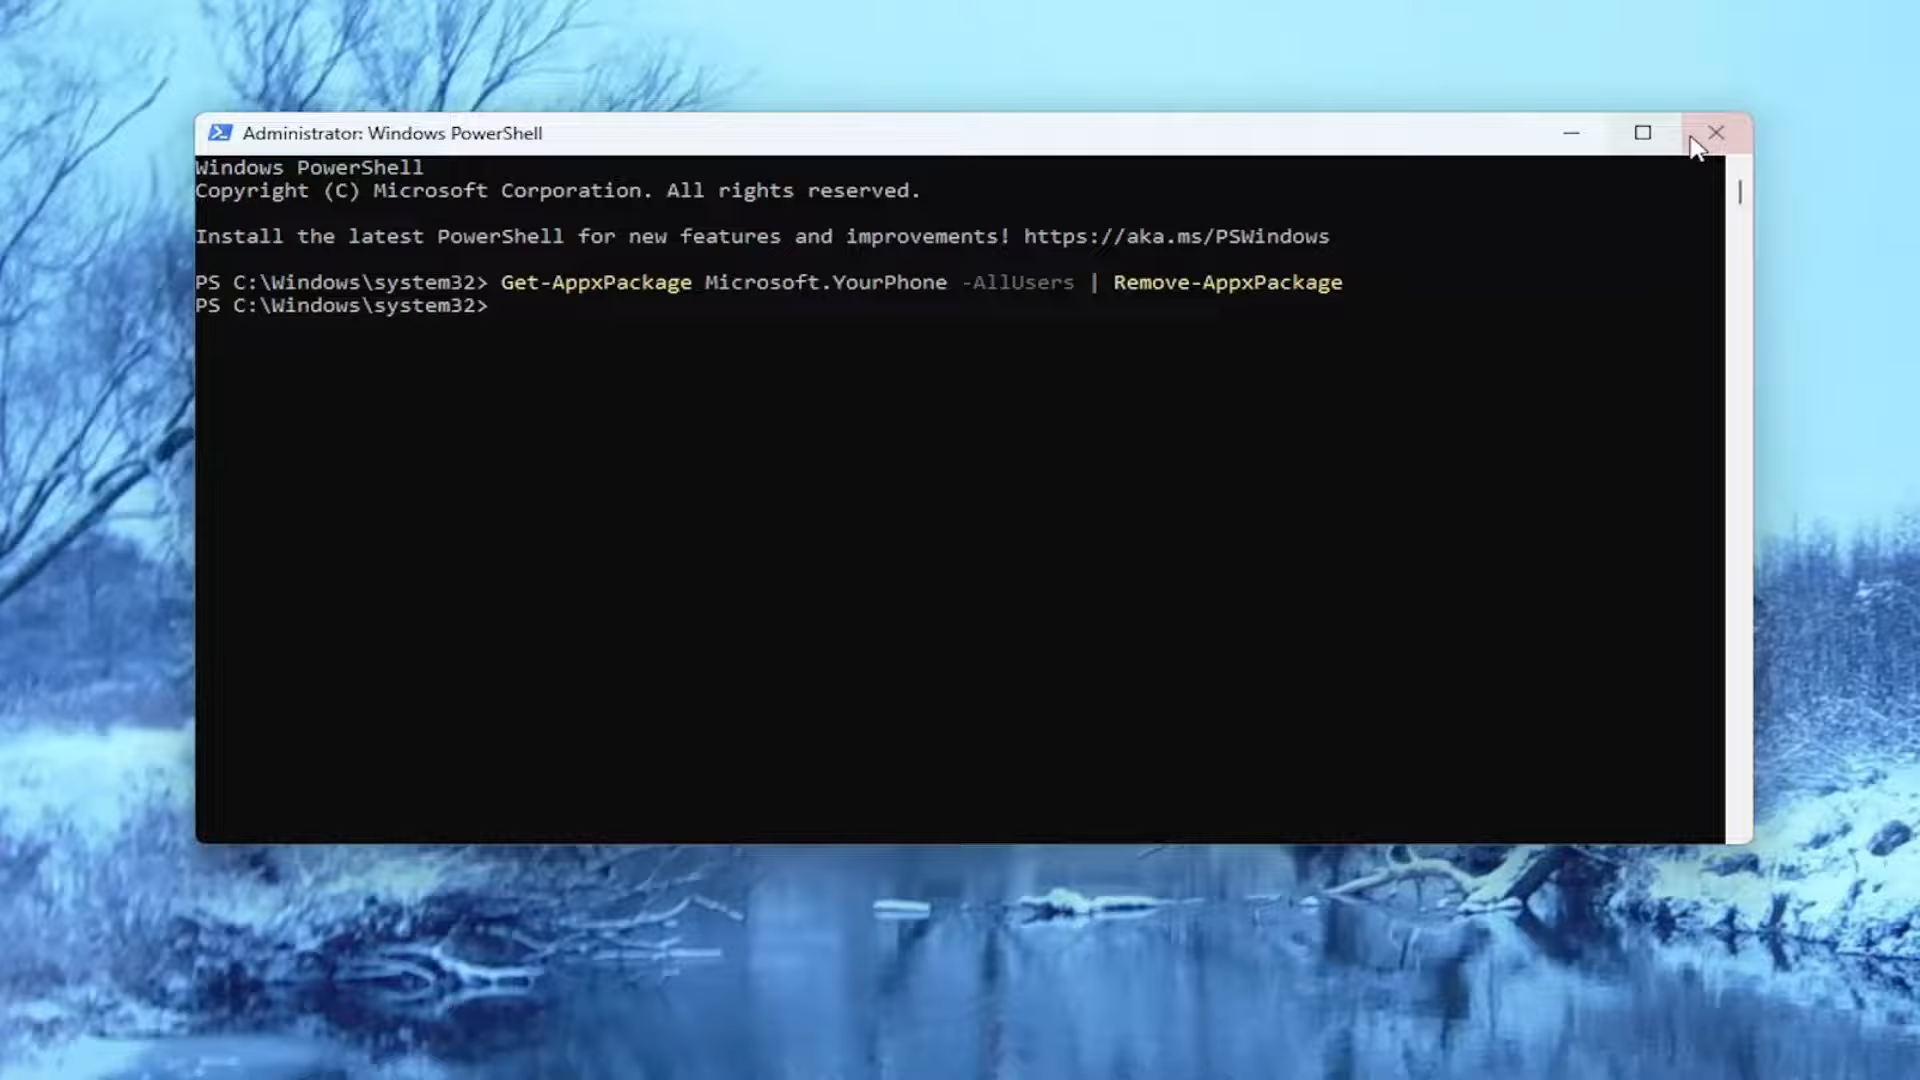 Administrator: Windows PowerShell
Windows PowerShell
Copyright (C) Microsoft Corporation. All rights reserved.
Install the latest PowerShell for new features and improvements! https://aka.ms/PSWindows
PS C:\Windows\system32> Get-AppxPackage Microsoft.YourPhone -AllUsers | Remove-AppxPackage
PS C:\Windows\system32>